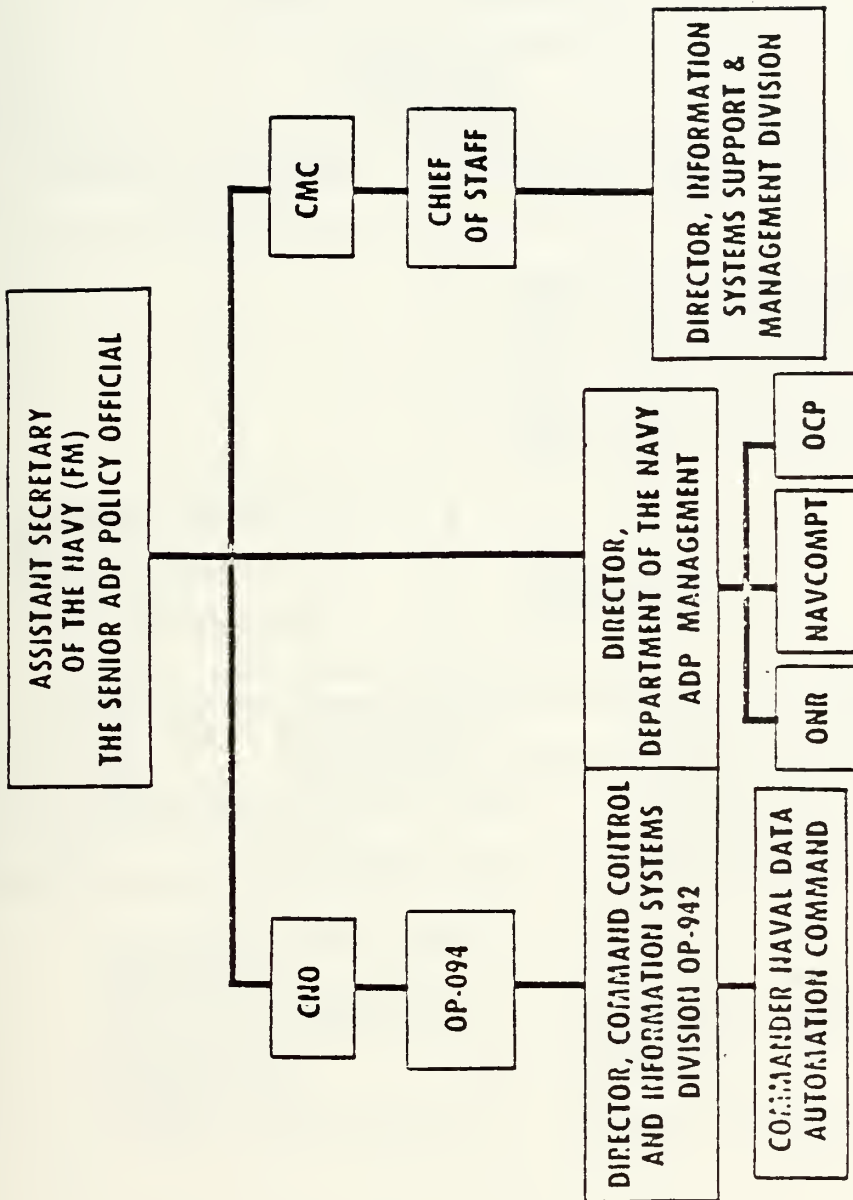 ASSISTANT SECRETARY
OF THE NAVY (FM)
THE SENIOR ADP POLICY OFFICIAL
CNO
CMC
OP-094
CHIEF
OF STAFF
DIRECTOR, COMMAND CONTROL
AND INFORMATION SYSTEMS
DIVISION OP-942
DIRECTOR,
DEPARTMENT OF THE NAVY
ADP MANAGEMENT
DIRECTOR, INFORMATION
SYSTEMS SUPPORT &
MANAGEMENT DIVISION
COMMANDER NAVAL DATA
AUTOMATION COMMAND
ONR
NAVCOMPT
OCP